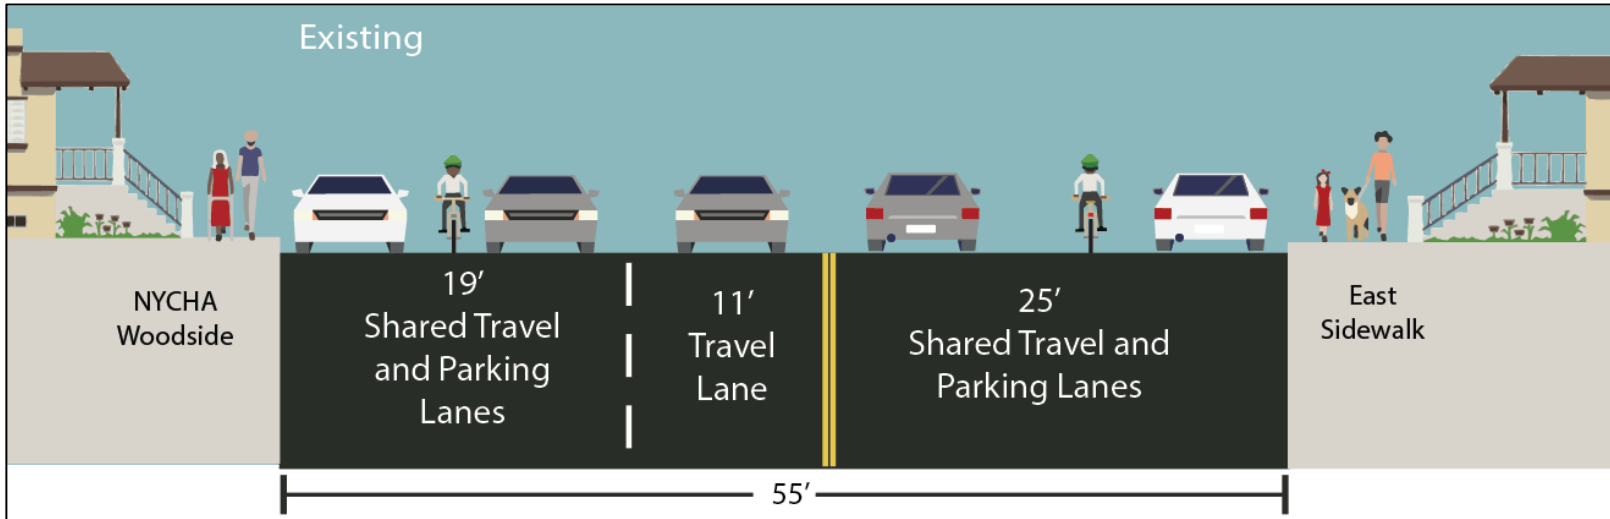 Existing
NYCHA
Woodside
19′
Shared Travel
and Parking
Lanes
11′
Travel
Lane
25′
Shared Travel and
Parking Lanes
East
Sidewalk
55′